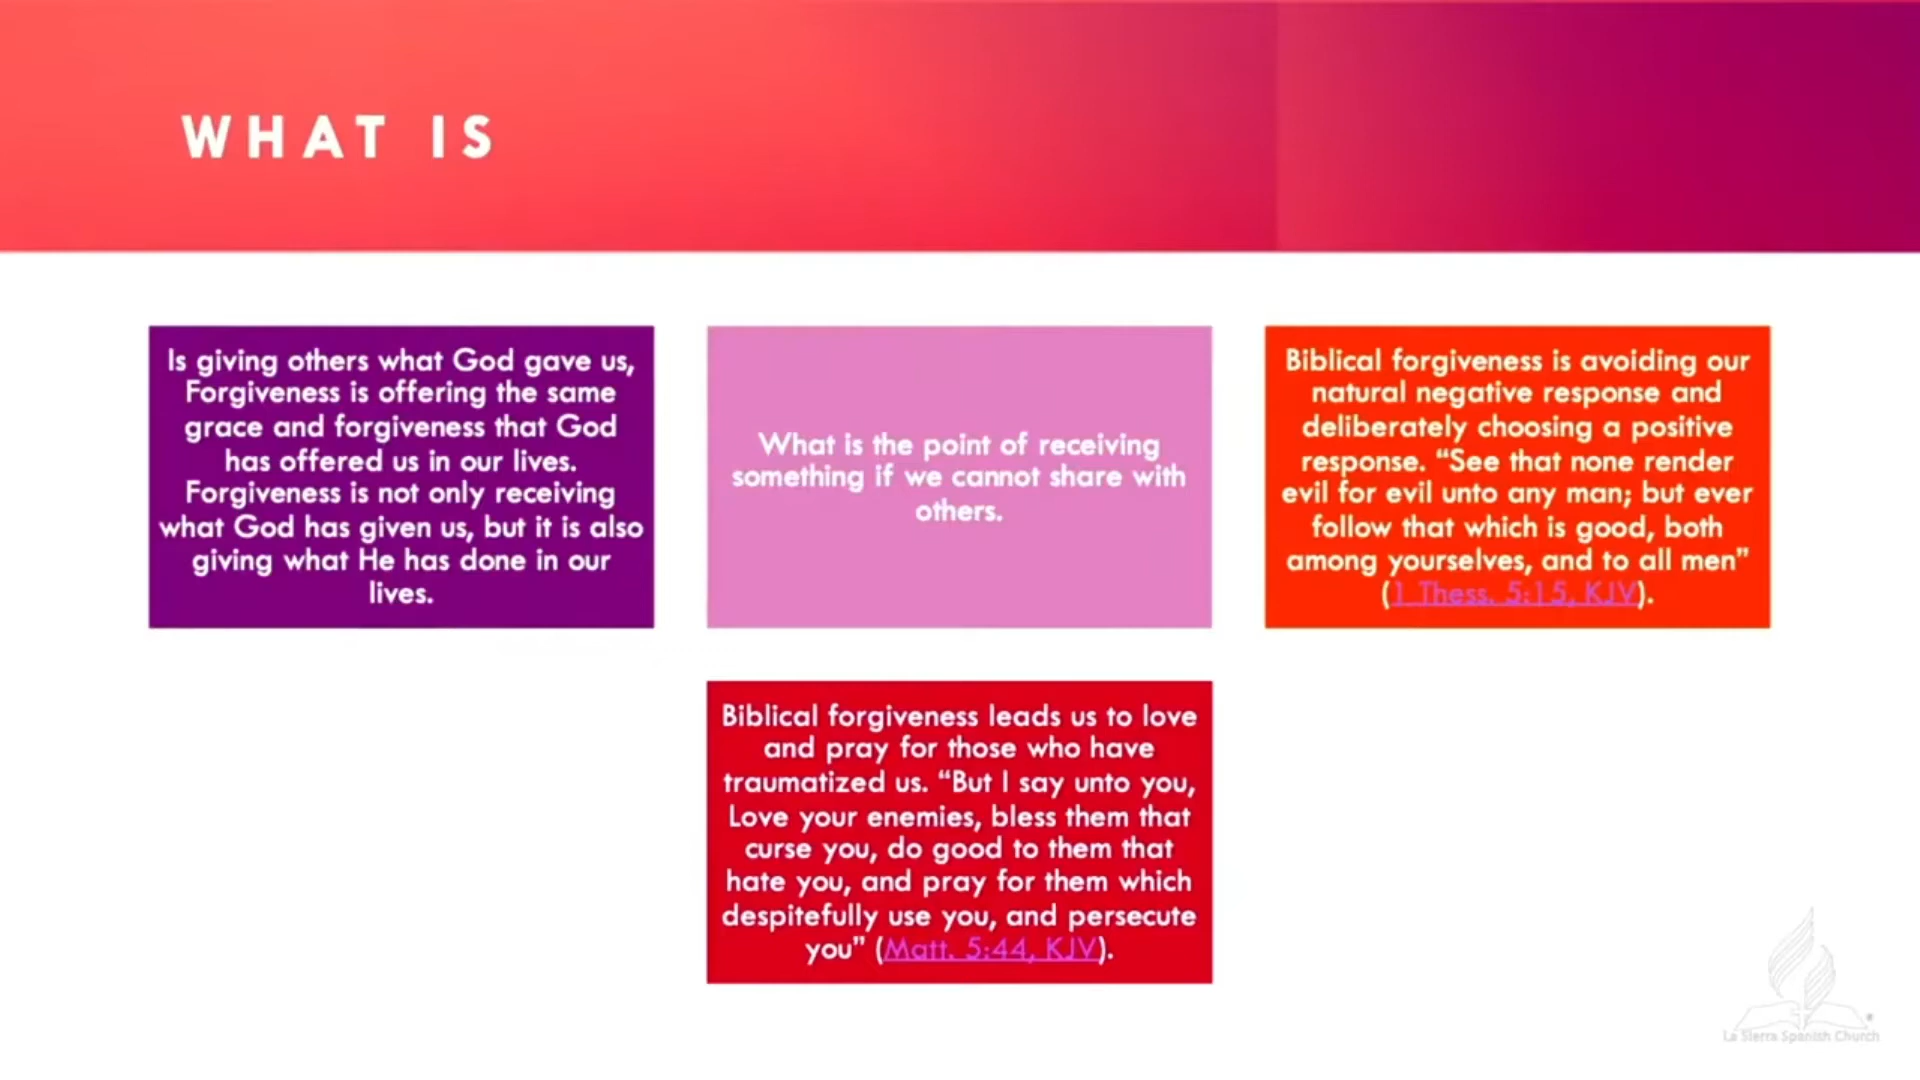 WHAT IS
Is giving others what God gave us,
Forgiveness is offering the same
grace and forgiveness that God
has offered us in our lives.
Forgiveness is not only receiving
what God has given us, but it is also
giving what He has done in our
lives.
What is the point of receiving
something if we cannot share with
others.
Biblical forgiveness is avoiding our
natural negative response and
deliberately choosing a positive
response. “See that none render
evil for evil unto any man; but ever
follow that which is good, both
among yourselves, and to all men”
(1 Thess. 5:15, KJV).
Biblical forgiveness leads us to love
and pray for those who have
traumatized us. “But I say unto you,
Love your enemies, bless them that
curse you, do good to them that
hate you, and pray for them which
despitefully use you, and persecute
you” (Matt. 5:44, KJV).
La Sierra Spanish Church